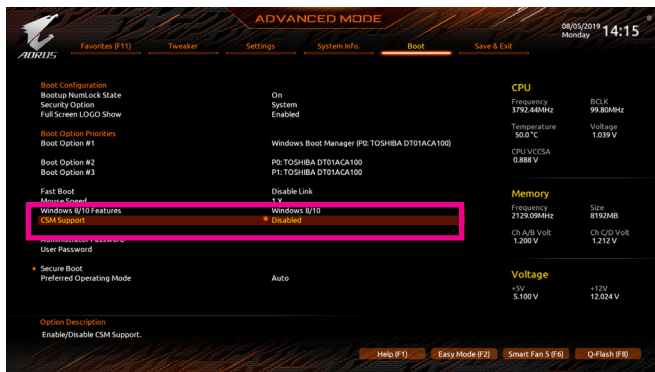 ADVANCED MODE
08/05/2019 Monday 14:15
AORUS
Favorites (F11) Tweaker Settings System Info. Boot Save & Exit
Boot Configuration
Bootup NumLock State On
Security Option System
Full Screen LOGO Show Enabled
Boot Option Priorities
Boot Option #1 Windows Boot Manager (P0: TOSHIBA DT01ACA100)
Boot Option #2 P0: TOSHIBA DT01ACA100
Boot Option #3 P1: TOSHIBA DT01ACA100
Fast Boot Disable Link
Mouse Speed 1 X
Windows 8/10 Features Windows 8/10
CSM Support * Disabled
Administrator Password
User Password
* Secure Boot
Preferred Operating Mode Auto
Option Description
Enable/Disable CSM Support.
CPU
Frequency BCLK
3792.44MHz 99.80MHz
Temperature Voltage
50.0 °C 1.039 V
CPU VCCSA
0.888 V
Memory
Frequency Size
2129.09MHz 8192MB
Ch A/B Volt Ch C/D Volt
1.200 V 1.212 V
Voltage
+5V +12V
5.100 V 12.024 V
Help (F1) Easy Mode (F2) Smart Fan 5 (F6) Q-Flash (F8)